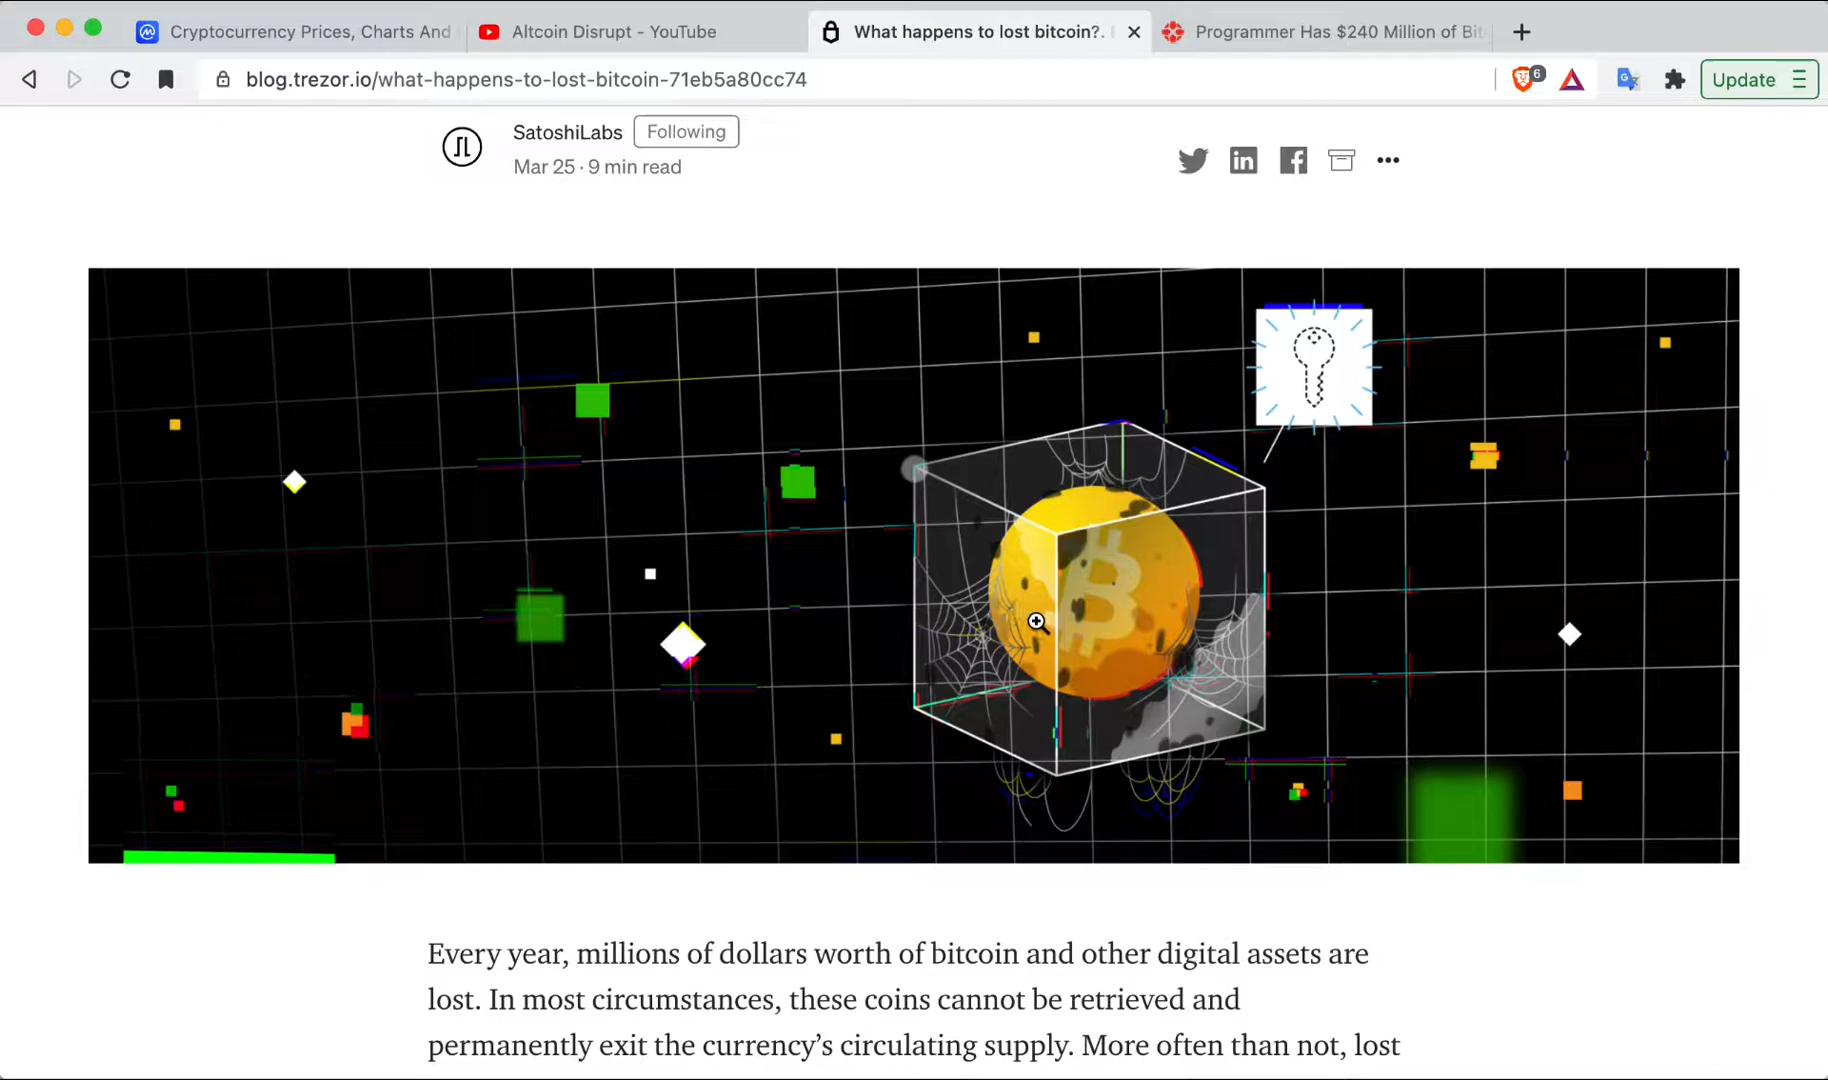 Cryptocurrency Prices, Charts And
Altcoin Disrupt - YouTube
What happens to lost bitcoin?.
Programmer Has $240 Million of Bit
blog.trezor.io/what-happens-to-lost-bitcoin-71eb5a80cc74
6
Update
SatoshiLabs
Following
Mar 25 · 9 min read
Every year, millions of dollars worth of bitcoin and other digital assets are
lost. In most circumstances, these coins cannot be retrieved and
permanently exit the currency’s circulating supply. More often than not, lost